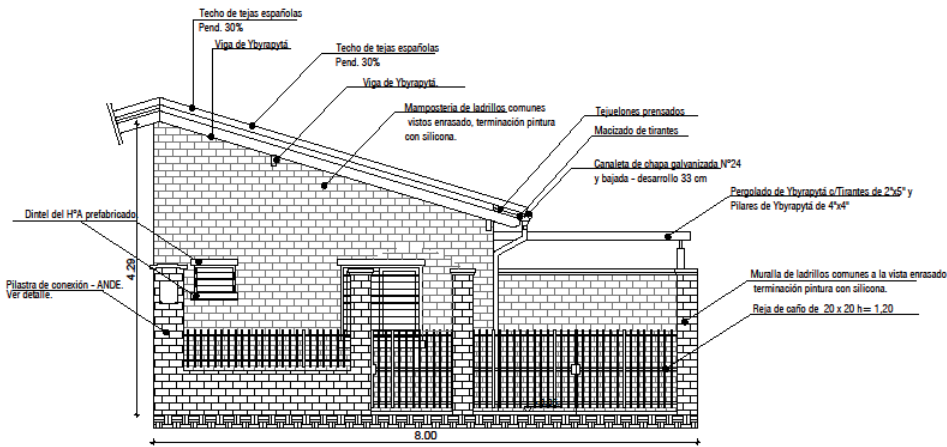 Techo de tejas españolas
Pend. 30%
Viga de Ybyrapytá
Techo de tejas españolas
Pend. 30%
Viga de Ybyrapytá.
Mamposteria de ladrillos comunes
vistos enrasado, terminación pintura
con silicona.
Tejuelones prensados
Macizado de tirantes
Canaleta de chapa galvanizada N°24
y bajada - desarrollo 33 cm
Pergolado de Ybyrapytá c/Tirantes de 2"x5" y
Pilares de Ybyrapytá de 4"x4"
Dintel del H°A prefabricado
4.29
Pilastra de conexión - ANDE.
Ver detalle.
Muralla de ladrillos comunes a la vista enrasado
terminación pintura con silicona.
Reja de caño de 20 x 20 h= 1,20
8.00